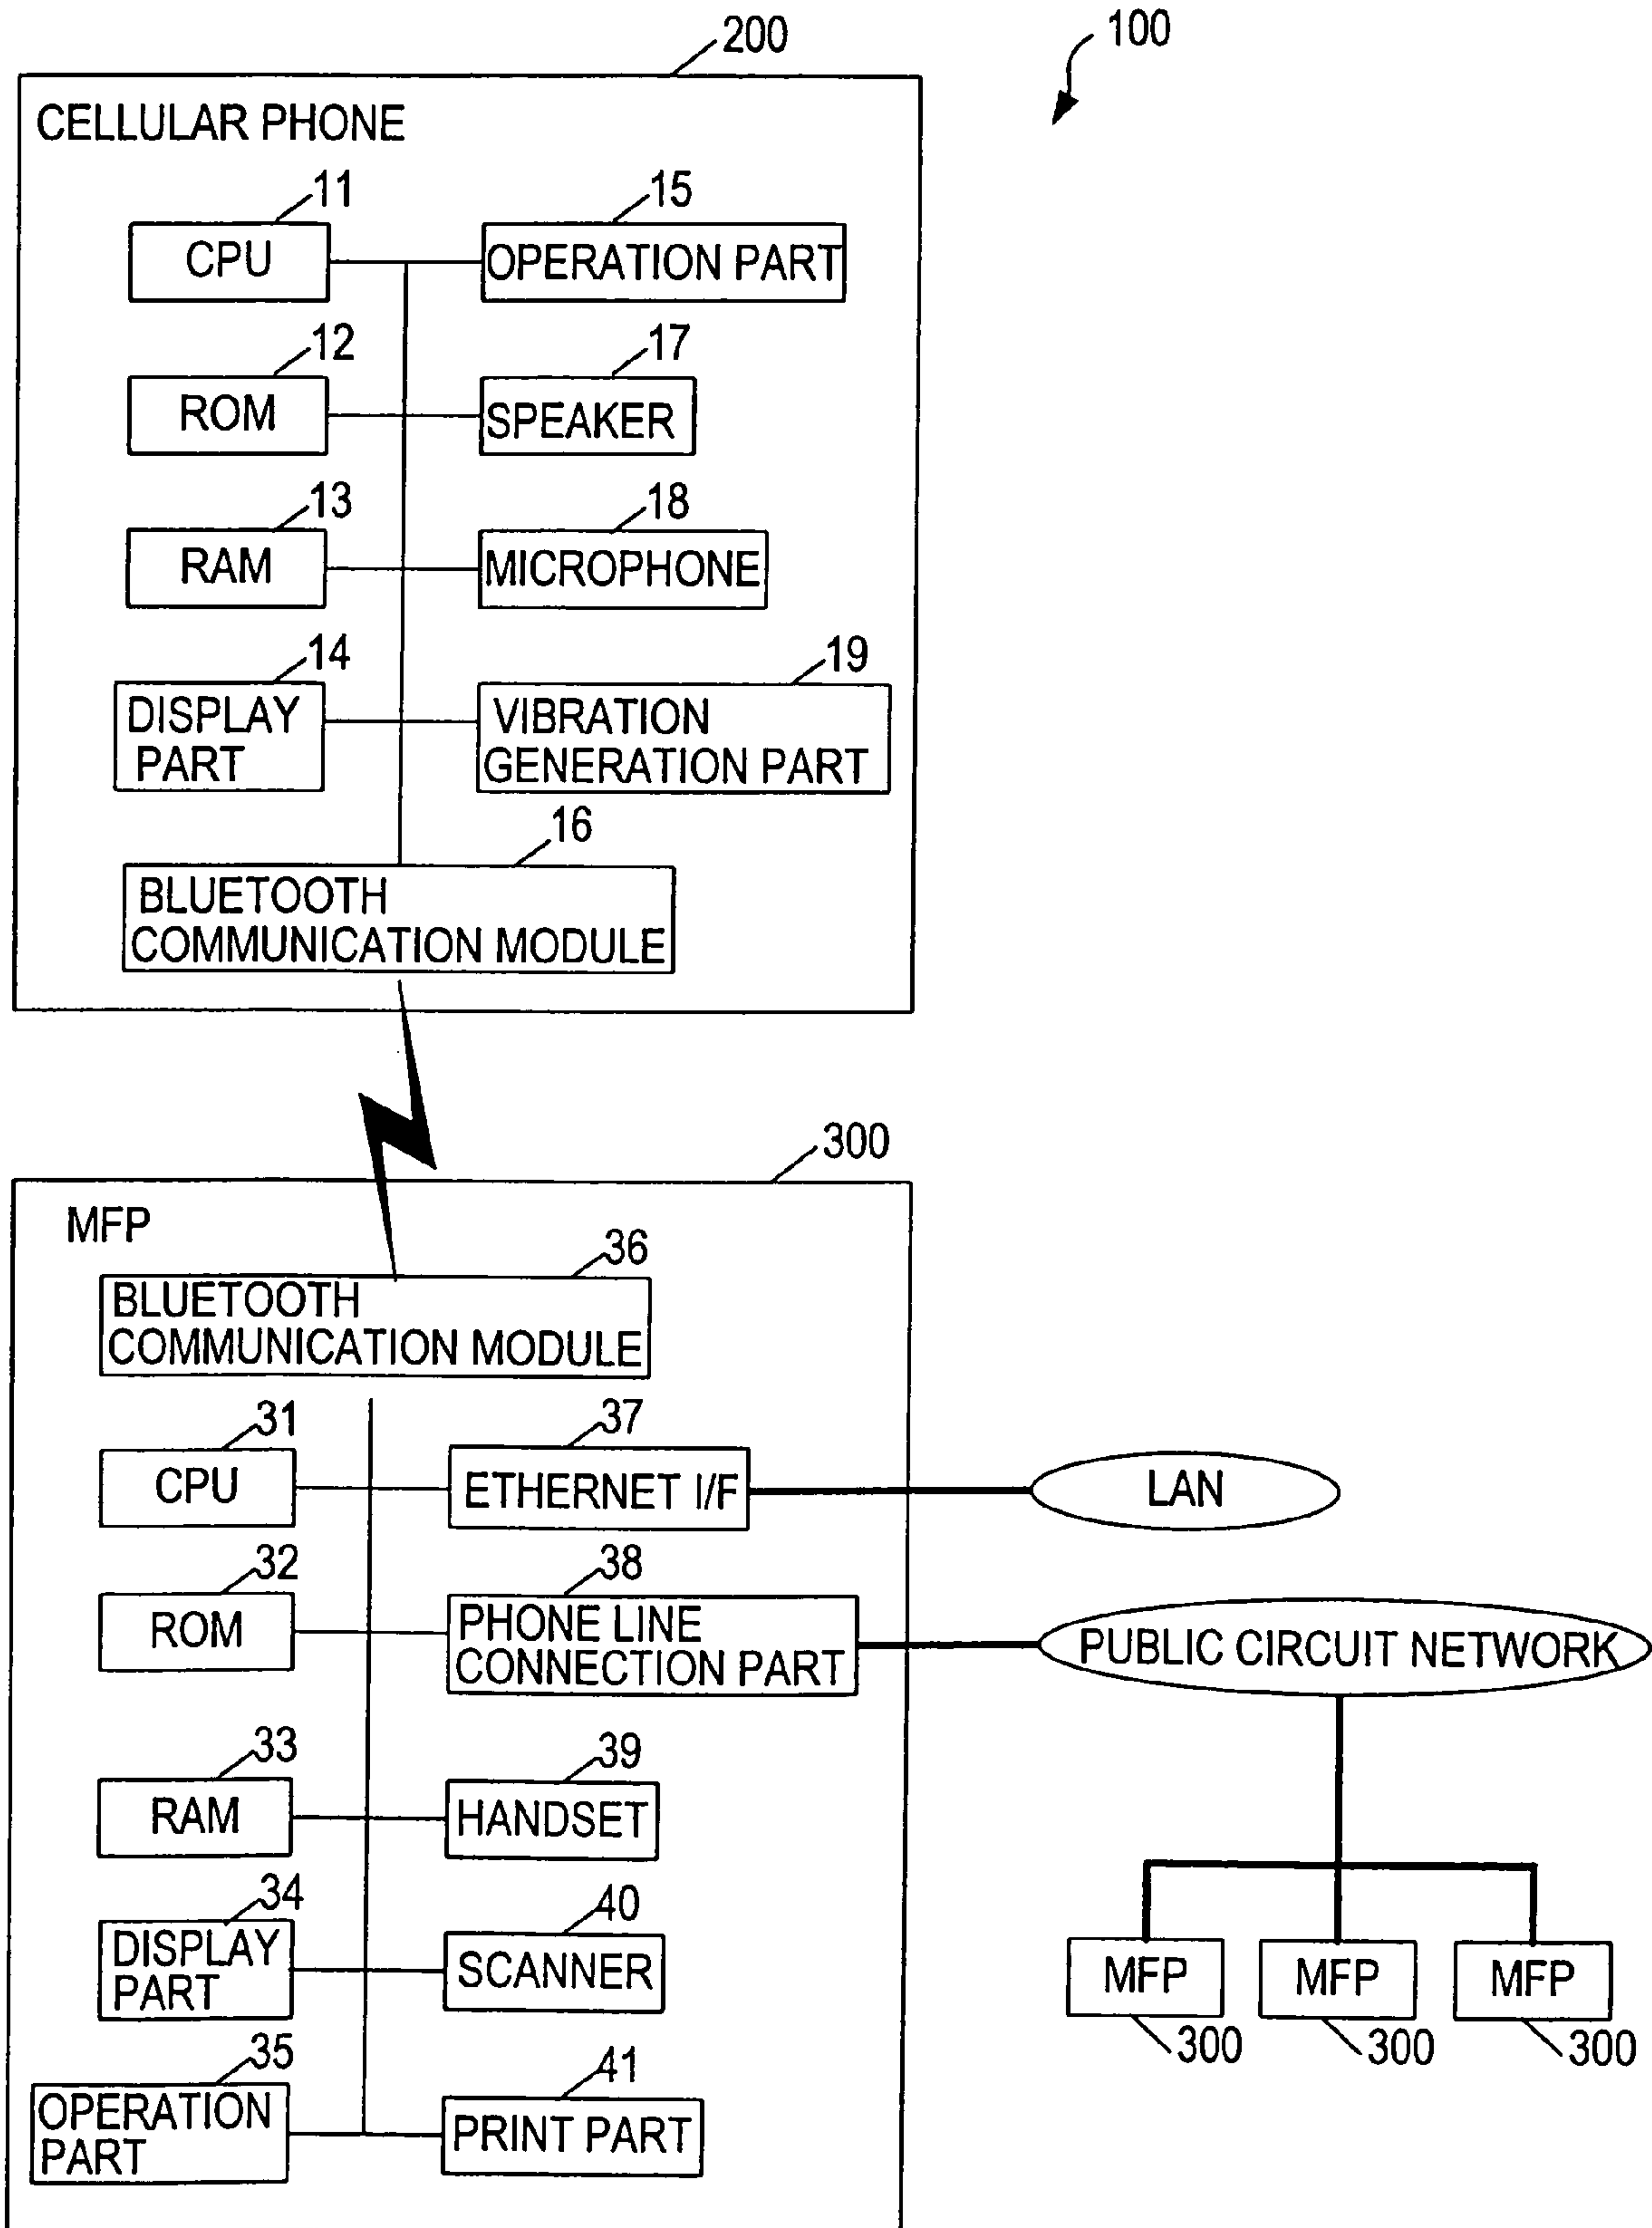 200
100
CELLULAR PHONE
11
15
CPU
OPERATION PART
12
17
ROM
SPEAKER
13
18
RAM
MICROPHONE
14
19
DISPLAY
PART
VIBRATION
GENERATION PART
16
BLUETOOTH
COMMUNICATION MODULE
300
MFP
36
BLUETOOTH
COMMUNICATION MODULE
31
37
CPU
ETHERNET I/F
LAN
32
38
ROM
PHONE LINE
CONNECTION PART
PUBLIC CIRCUIT NETWORK
33
39
RAM
HANDSET
34
40
DISPLAY
PART
SCANNER
MFP
MFP
MFP
300
300
300
35
41
OPERATION
PART
PRINT PART